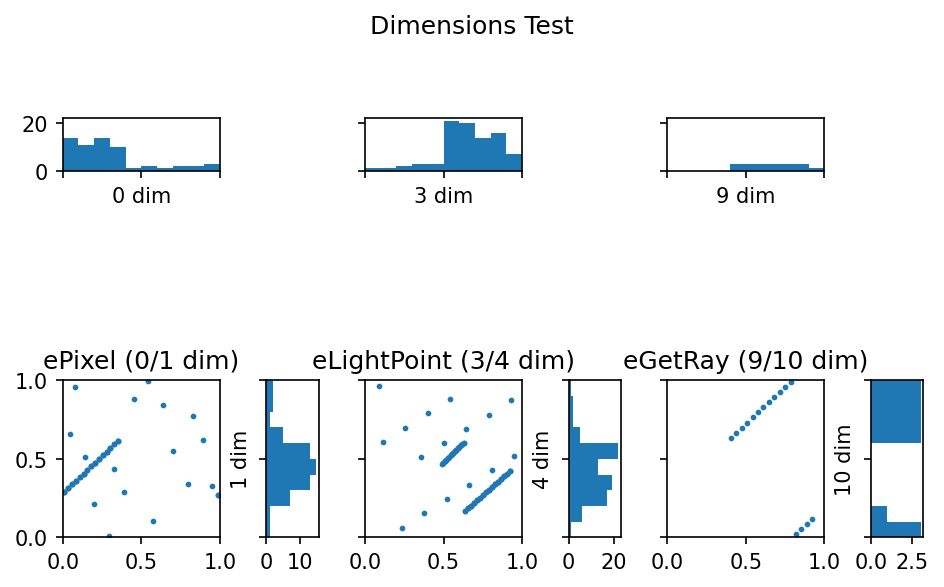 Dimensions Test
20
0
0 dim
3 dim
9 dim
ePixel (0/1 dim)
eLightPoint (3/4 dim)
eGetRay (9/10 dim)
1.0
0.5
0.0
1 dim
4 dim
10 dim
0.0 0.5 1.0 0 10 0.0 0.5 1.0 0 20 0.0 0.5 1.0 0.0 2.5